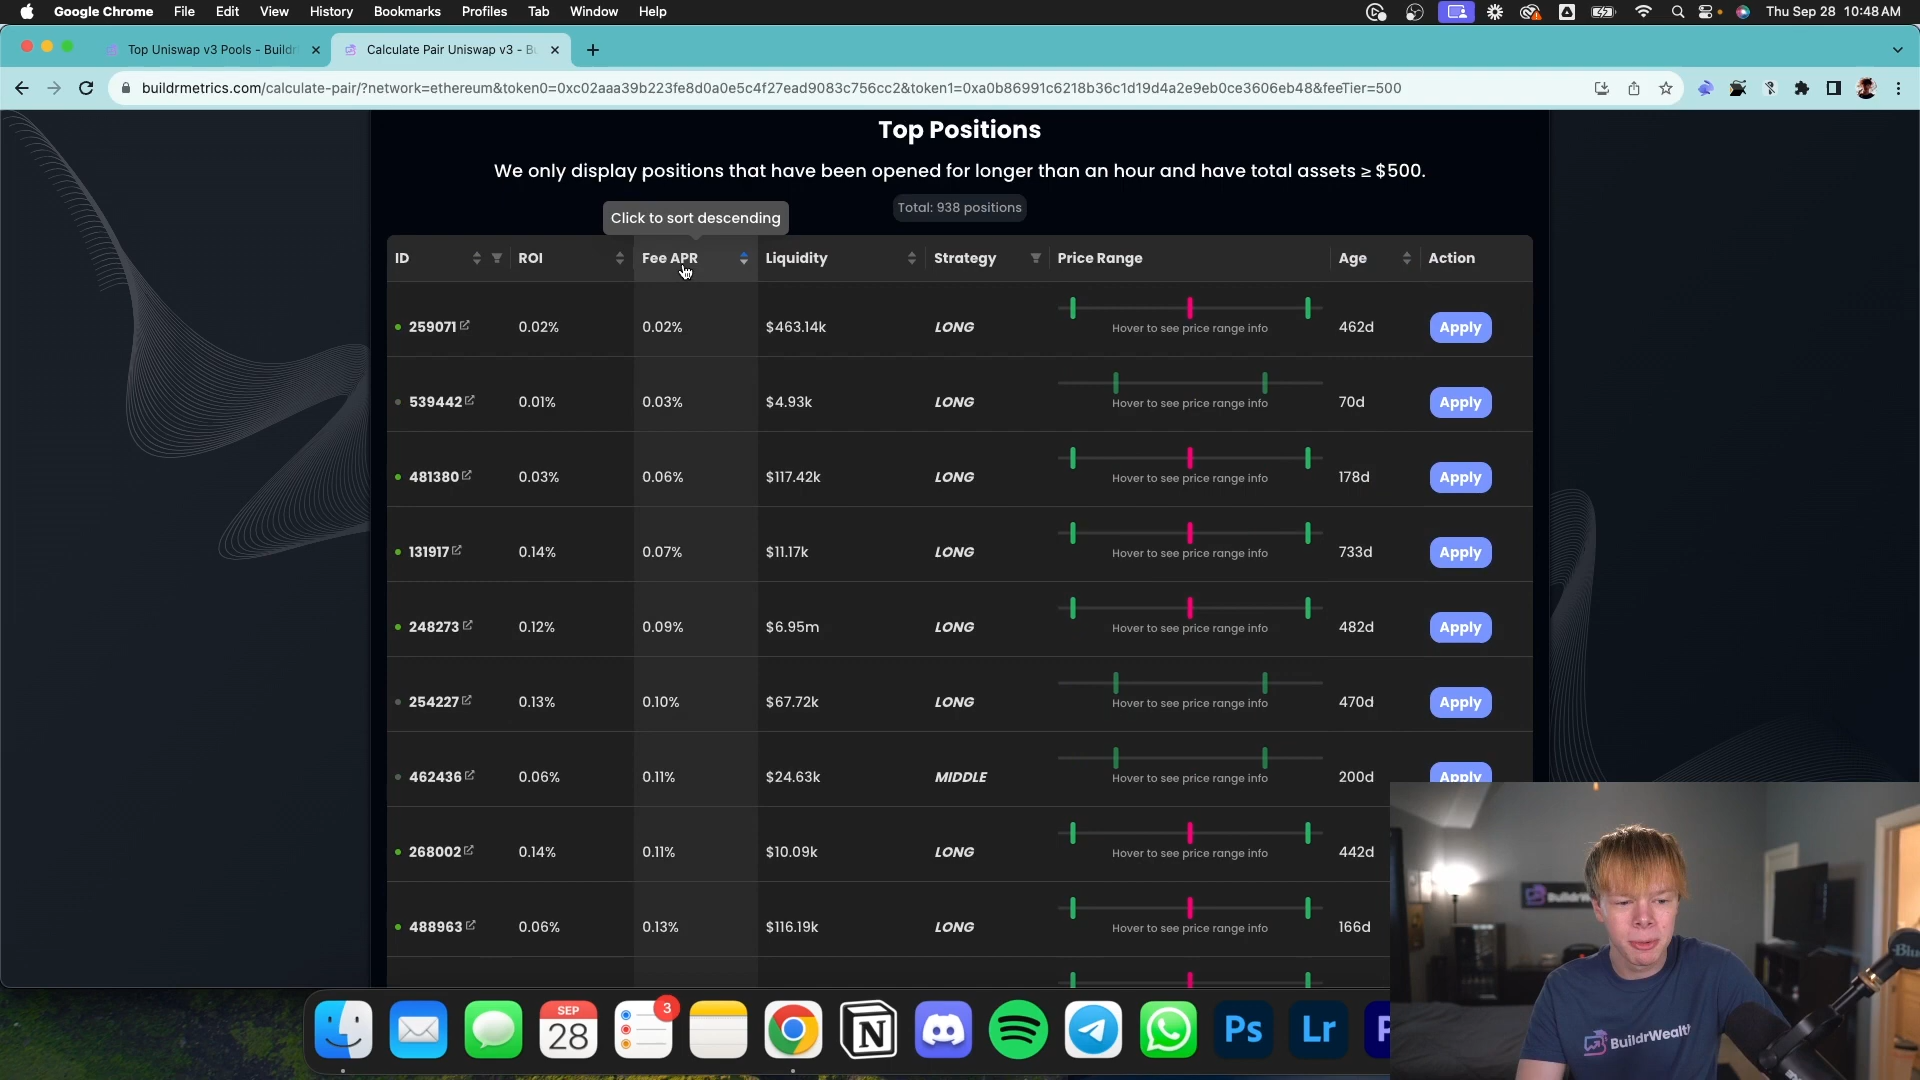 Google Chrome File Edit View History Bookmarks Profiles Tab Window Help Thu Sep 28 10:48 AM
Top Uniswap v3 Pools - Buildr Calculate Pair Uniswap v3 - B
buildrmetrics.com/calculate-pair/?network=ethereum&token0=0xc02aaa39b223fe8d0a0e5c4f27ead9083c756cc2&token1=0xa0b86991c6218b36c1d19d4a2e9eb0ce3606eb48&feeTier=500
Top Positions
We only display positions that have been opened for longer than an hour and have total assets ≥ $500.
Total: 938 positions
Click to sort descending
ID ROI Fee APR Liquidity Strategy Price Range Age Action
259071 0.02% 0.02% $463.14k LONG Hover to see price range info 462d Apply
539442 0.01% 0.03% $4.93k LONG Hover to see price range info 70d Apply
481380 0.03% 0.06% $117.42k LONG Hover to see price range info 178d Apply
131917 0.14% 0.07% $11.17k LONG Hover to see price range info 733d Apply
248273 0.12% 0.09% $6.95m LONG Hover to see price range info 482d Apply
254227 0.13% 0.10% $67.72k LONG Hover to see price range info 470d Apply
462436 0.06% 0.11% $24.63k MIDDLE Hover to see price range info 200d Apply
268002 0.14% 0.11% $10.09k LONG Hover to see price range info 442d
488963 0.06% 0.13% $116.19k LONG Hover to see price range info 166d
SEP
28
3
Ps Lr
BuildrWealth
Blu